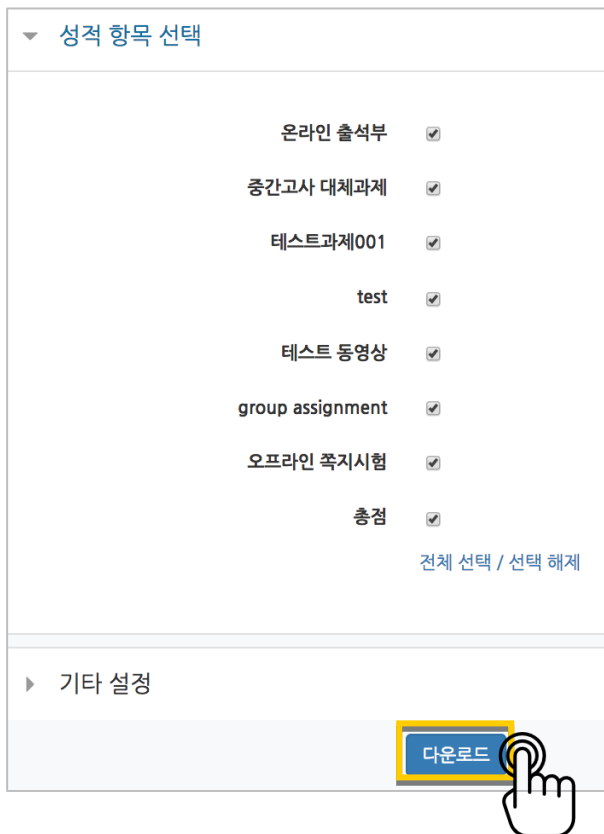 성적 항목 선택
온라인 출석부
중간고사 대체과제
테스트과제001
test
테스트 동영상
group assignment
오프라인 쪽지시험
총점
전체 선택 / 선택 해제
기타 설정
다운로드